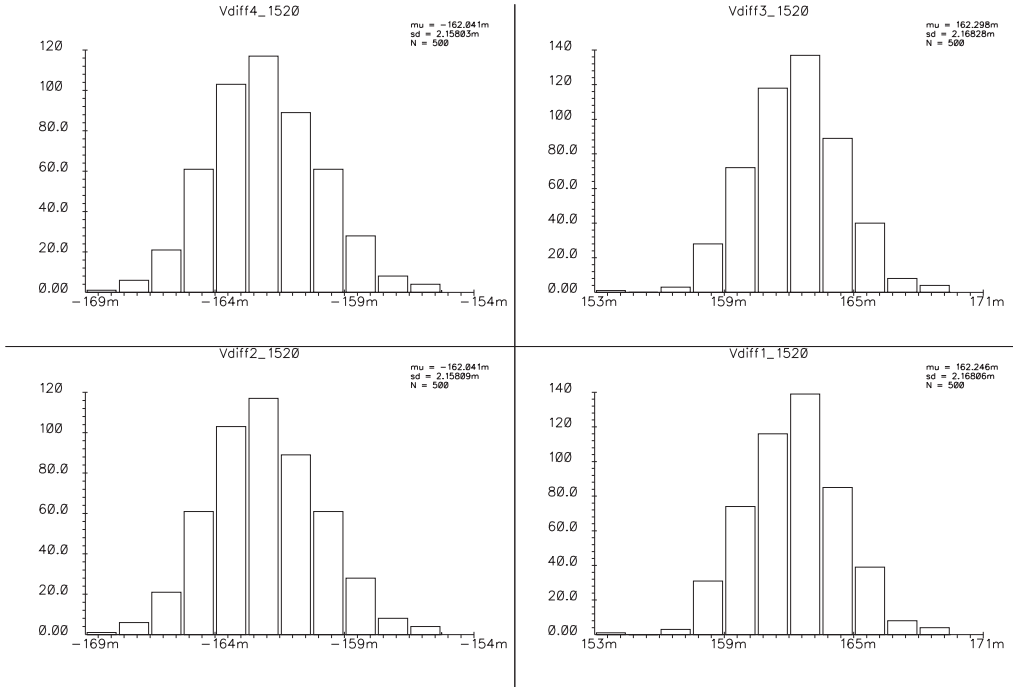 Vdiff4_1520
mu = -162.041m
sd = 2.15803m
N = 500
120
100
80.0
60.0
40.0
20.0
0.00
-169m -164m -159m -154m
Vdiff3_1520
mu = 162.298m
sd = 2.16828m
N = 500
140
120
100
80.0
60.0
40.0
20.0
0.00
153m 159m 165m 171m
Vdiff2_1520
mu = -162.041m
sd = 2.15809m
N = 500
120
100
80.0
60.0
40.0
20.0
0.00
-169m -164m -159m -154m
Vdiff1_1520
mu = 162.246m
sd = 2.16806m
N = 500
140
120
100
80.0
60.0
40.0
20.0
0.00
153m 159m 165m 171m